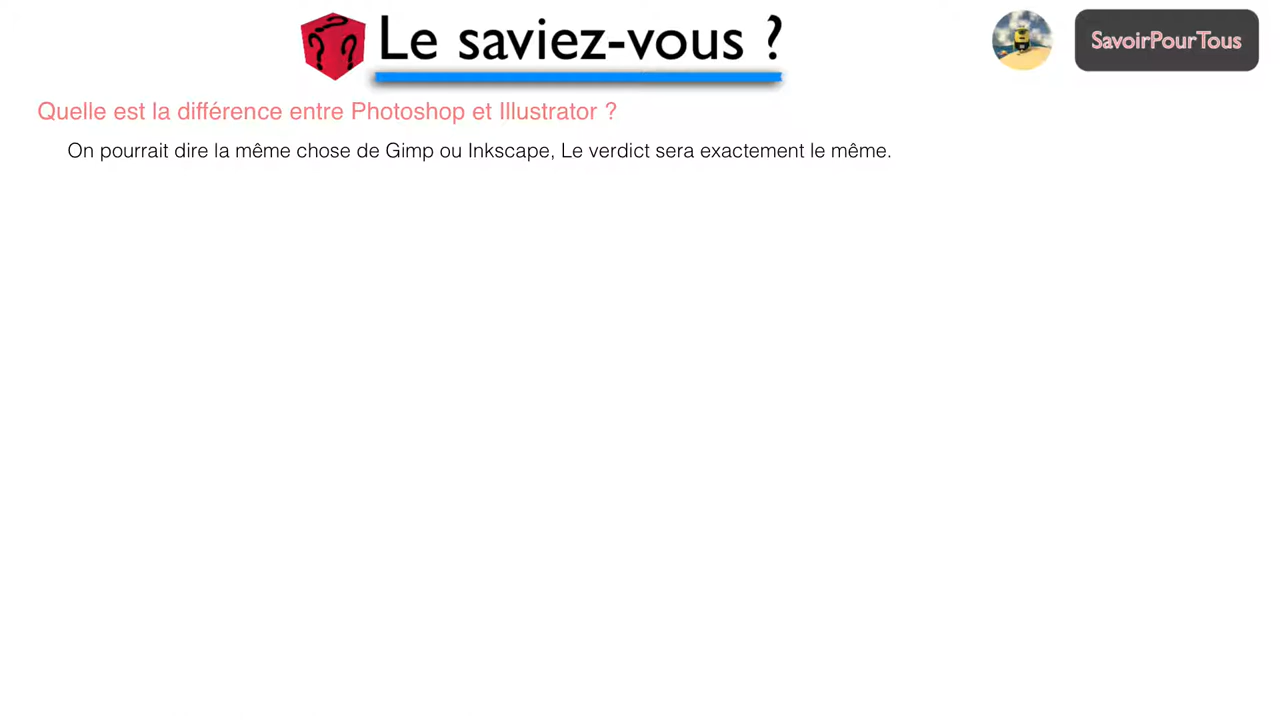 Le saviez-vous ?
SavoirPourTous
Quelle est la différence entre Photoshop et Illustrator ?
On pourrait dire la même chose de Gimp ou Inkscape, Le verdict sera exactement le même.